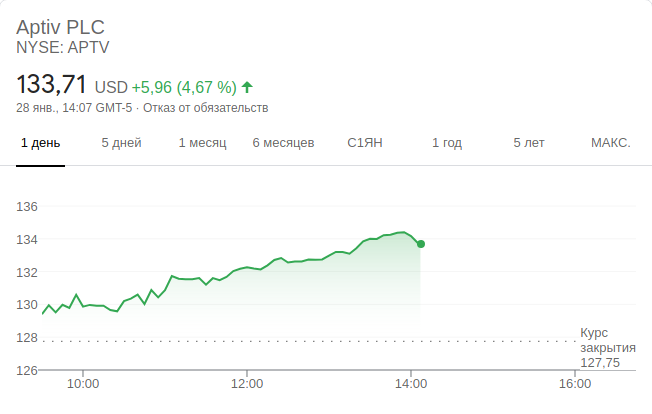 Aptiv PLC
NYSE: APTV
133,71 USD +5,96 (4,67 %)
28 янв., 14:07 GMT-5 · Отказ от обязательств
1 день 5 дней 1 месяц 6 месяцев С1ЯН 1 год 5 лет МАКС.
136
134
132
130
128
126
Курс
закрытия
127,75
10:00 12:00 14:00 16:00